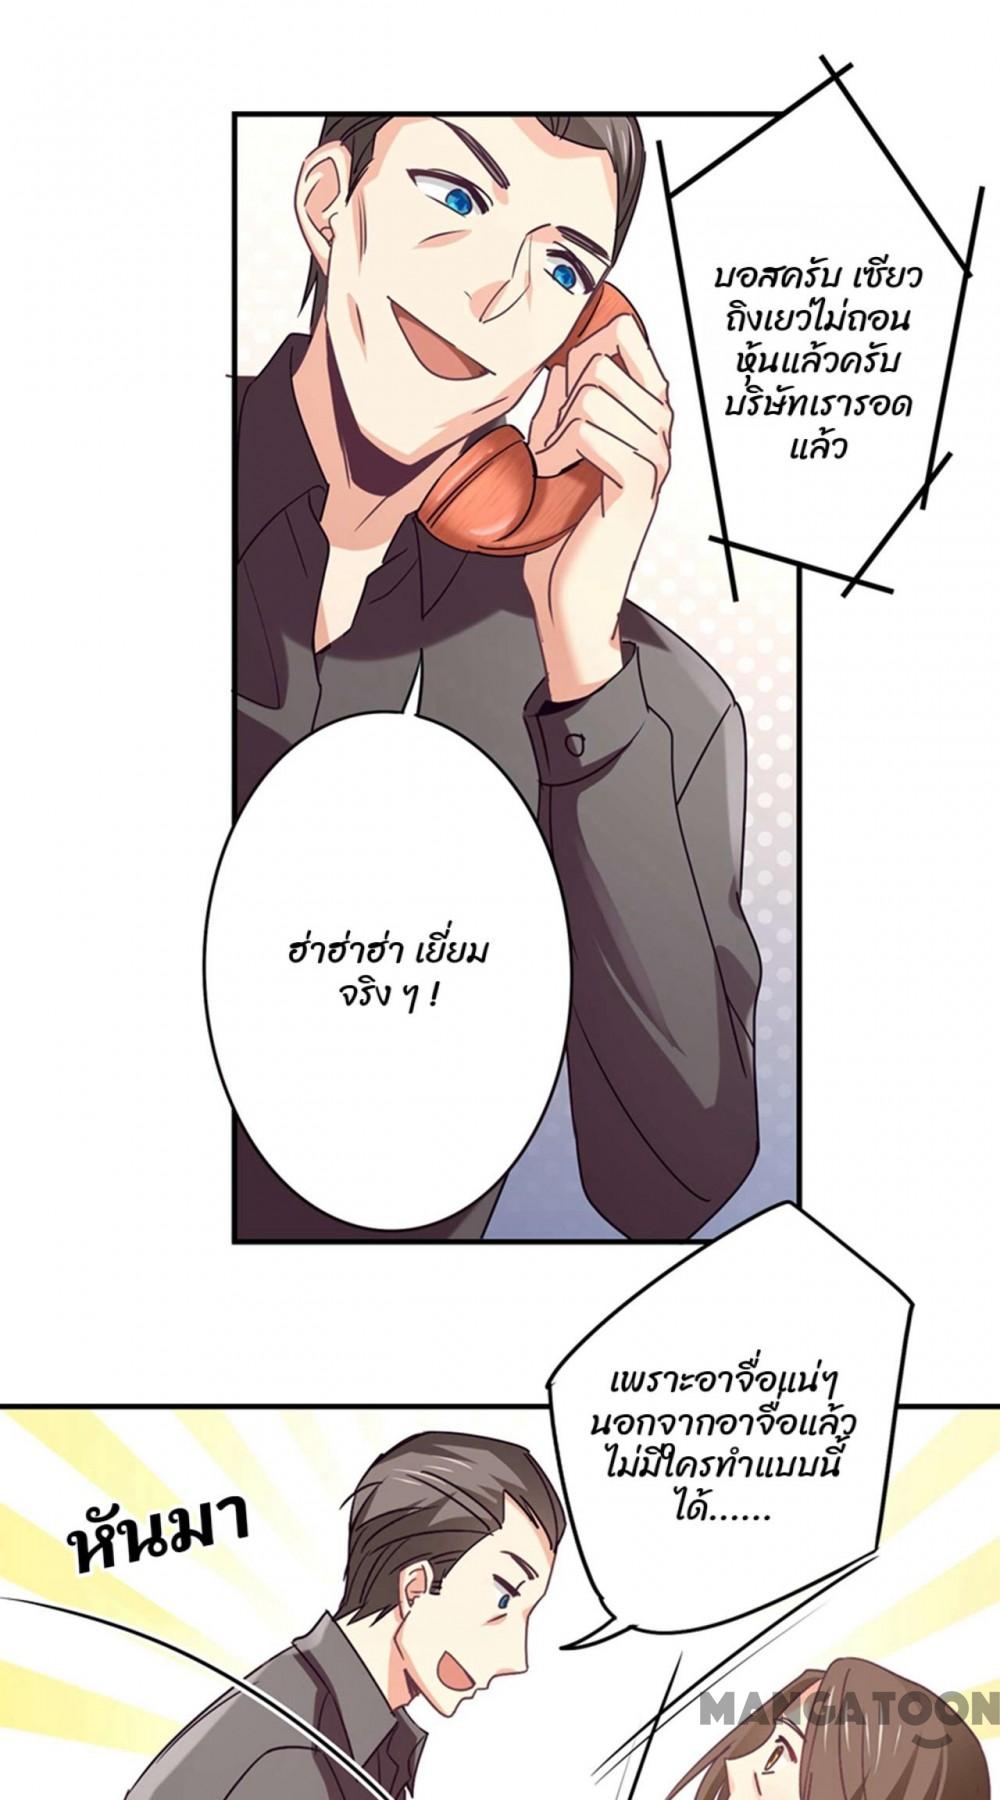 บอสครับ เซียว
ถิงเยว่ไม่ถอน
หุ้นแล้วครับ
บริษัทเรารอด
แล้ว
ฮ่าฮ่าฮ่า เยี่ยม
จริง ๆ !
เพราะอาจื่อแน่ๆ
นอกจากอาจื่อแล้ว
ไม่มีใครทำแบบนี้
ได้......
หันมา
MANGATOON